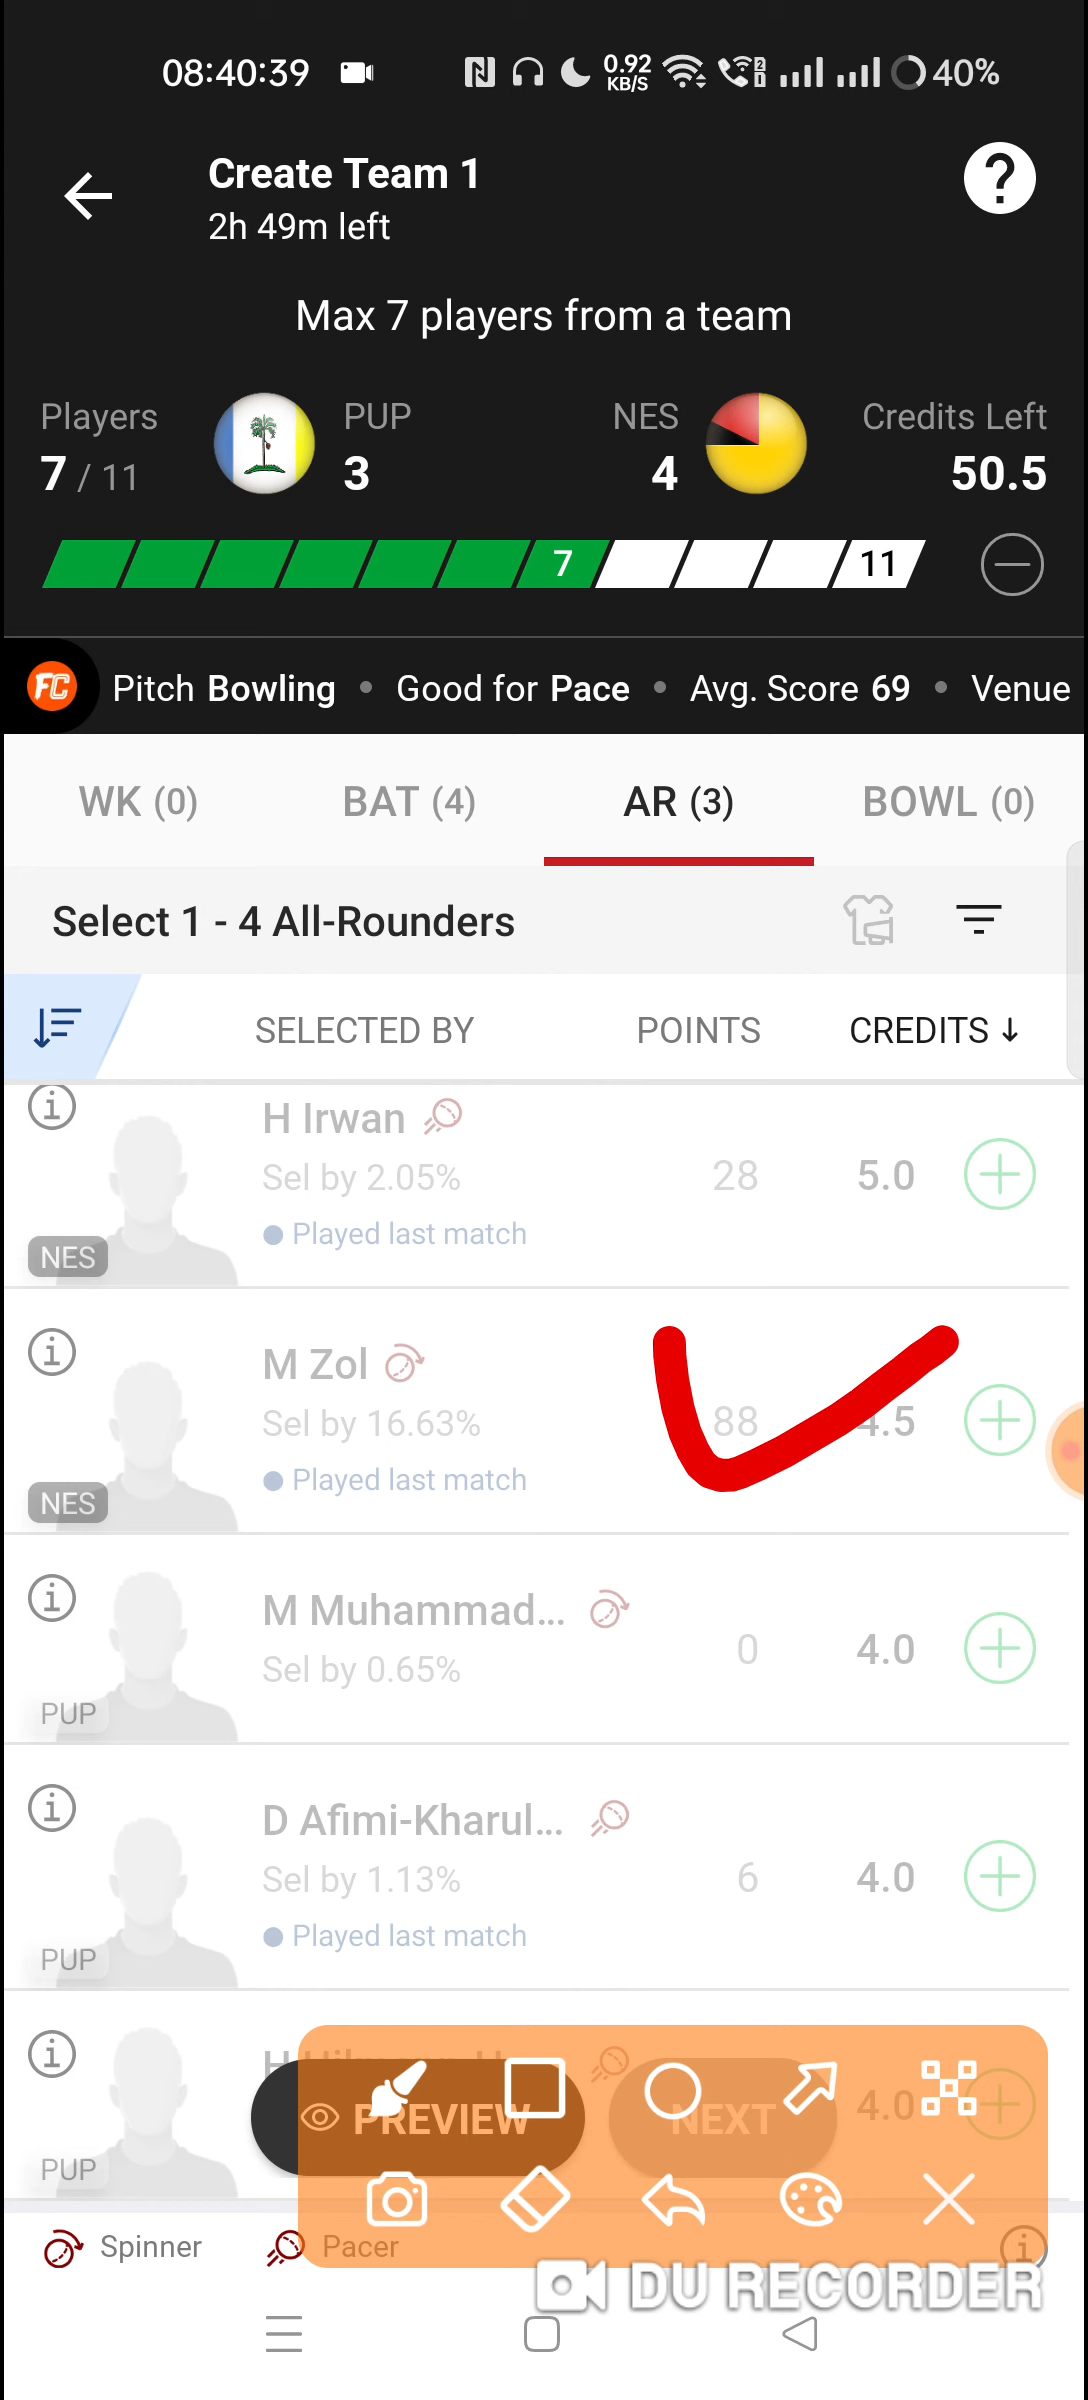 08:40:39 0.92 KB/S 40%
Create Team 1
2h 49m left
Max 7 players from a team
Players PUP NES Credits Left
7 / 11 3 4 50.5
7 11
FC Pitch Bowling • Good for Pace • Avg. Score 69 • Venue
WK (0) BAT (4) AR (3) BOWL (0)
Select 1 - 4 All-Rounders
SELECTED BY POINTS CREDITS ↓
H Irwan
Sel by 2.05% 28 5.0
Played last match
NES
M Zol
Sel by 16.63% 88 4.5
Played last match
NES
M Muhammad...
Sel by 0.65% 0 4.0
PUP
D Afimi-Kharul...
Sel by 1.13% 6 4.0
Played last match
PUP
PREVIEW NEXT 4.0
PUP
Spinner Pacer
DU RECORDER